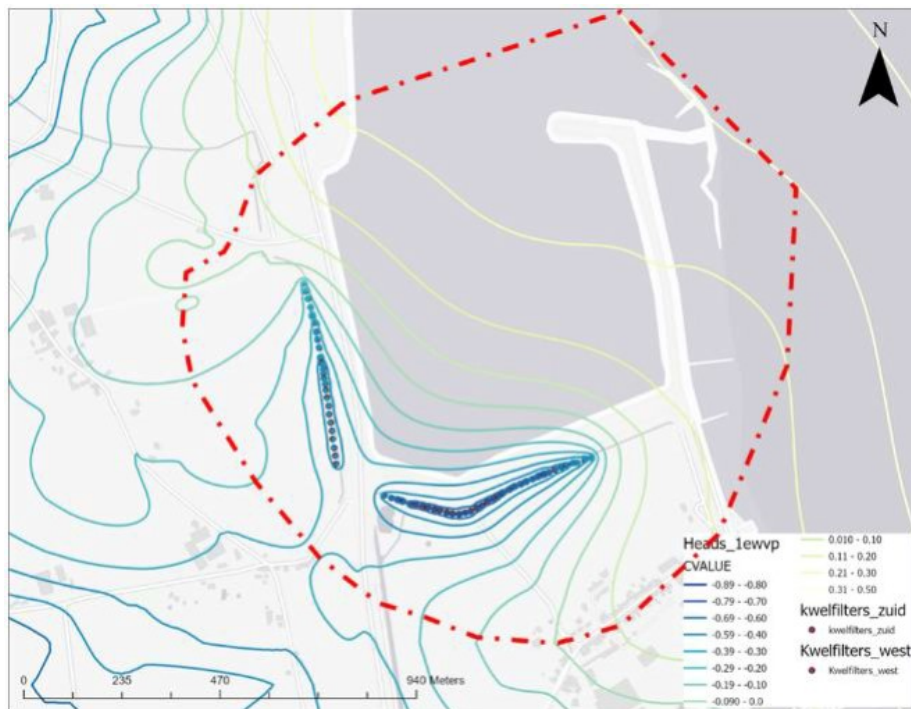 N
Heads_1ewvp
CVALUE
-0.89 - -0.80
-0.79 - -0.70
-0.69 - -0.60
-0.59 - -0.40
-0.39 - -0.30
-0.29 - -0.20
-0.19 - -0.10
-0.090 - 0.0
0.010 - 0.10
0.11 - 0.20
0.21 - 0.30
0.31 - 0.50
kwelfilters_zuid
kwelfilters_zuid
Kwelfilters_west
Kwelfilters_west
0 235 470 940 Meters